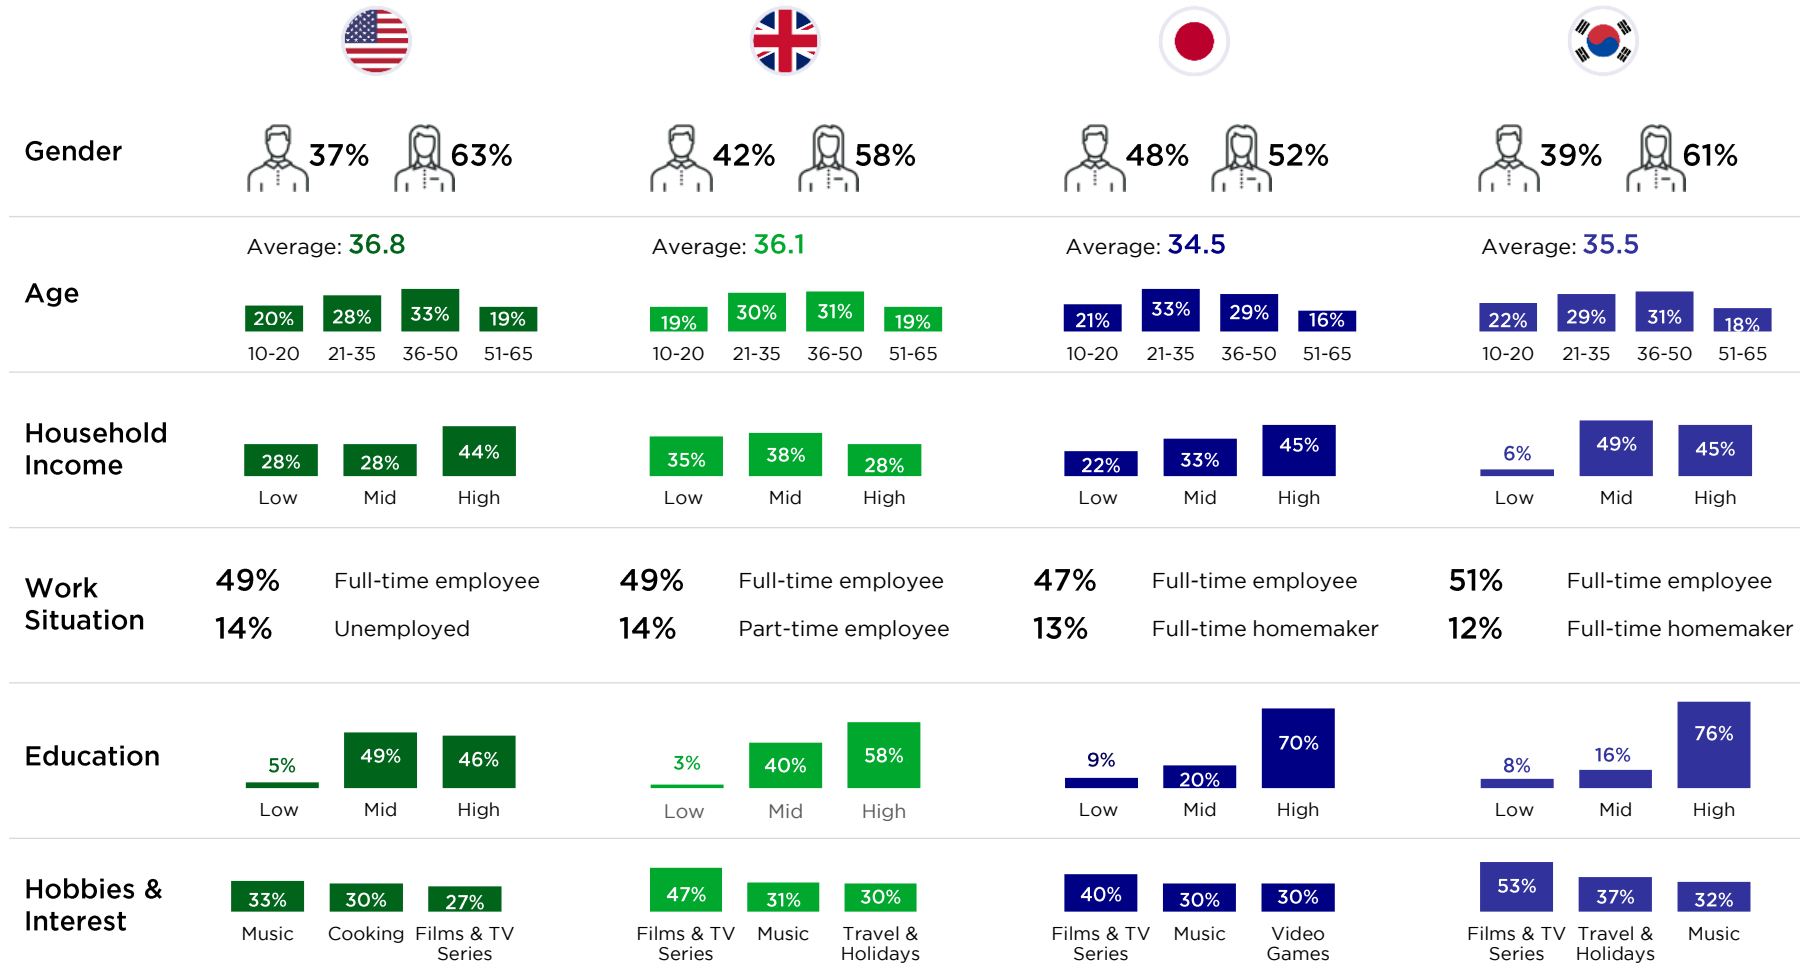 Gender
37%
63%
42%
58%
48%
52%
39%
61%
Age
Average: 36.8
20%
28%
33%
19%
10-20
21-35
36-50
51-65
Average: 36.1
19%
30%
31%
19%
10-20
21-35
36-50
51-65
Average: 34.5
21%
33%
29%
16%
10-20
21-35
36-50
51-65
Average: 35.5
22%
29%
31%
18%
10-20
21-35
36-50
51-65
Household
Income
28%
28%
44%
Low
Mid
High
35%
38%
28%
Low
Mid
High
22%
33%
45%
Low
Mid
High
6%
49%
45%
Low
Mid
High
Work
Situation
49% Full-time employee
14% Unemployed
49% Full-time employee
14% Part-time employee
47% Full-time employee
13% Full-time homemaker
51% Full-time employee
12% Full-time homemaker
Education
5%
49%
46%
Low
Mid
High
3%
40%
58%
Low
Mid
High
9%
20%
70%
Low
Mid
High
8%
16%
76%
Low
Mid
High
Hobbies &
Interest
33%
30%
27%
Music
Cooking
Films & TV
Series
47%
31%
30%
Films & TV
Series
Music
Travel &
Holidays
40%
30%
30%
Films & TV
Series
Music
Video
Games
53%
37%
32%
Films & TV
Series
Travel &
Holidays
Music